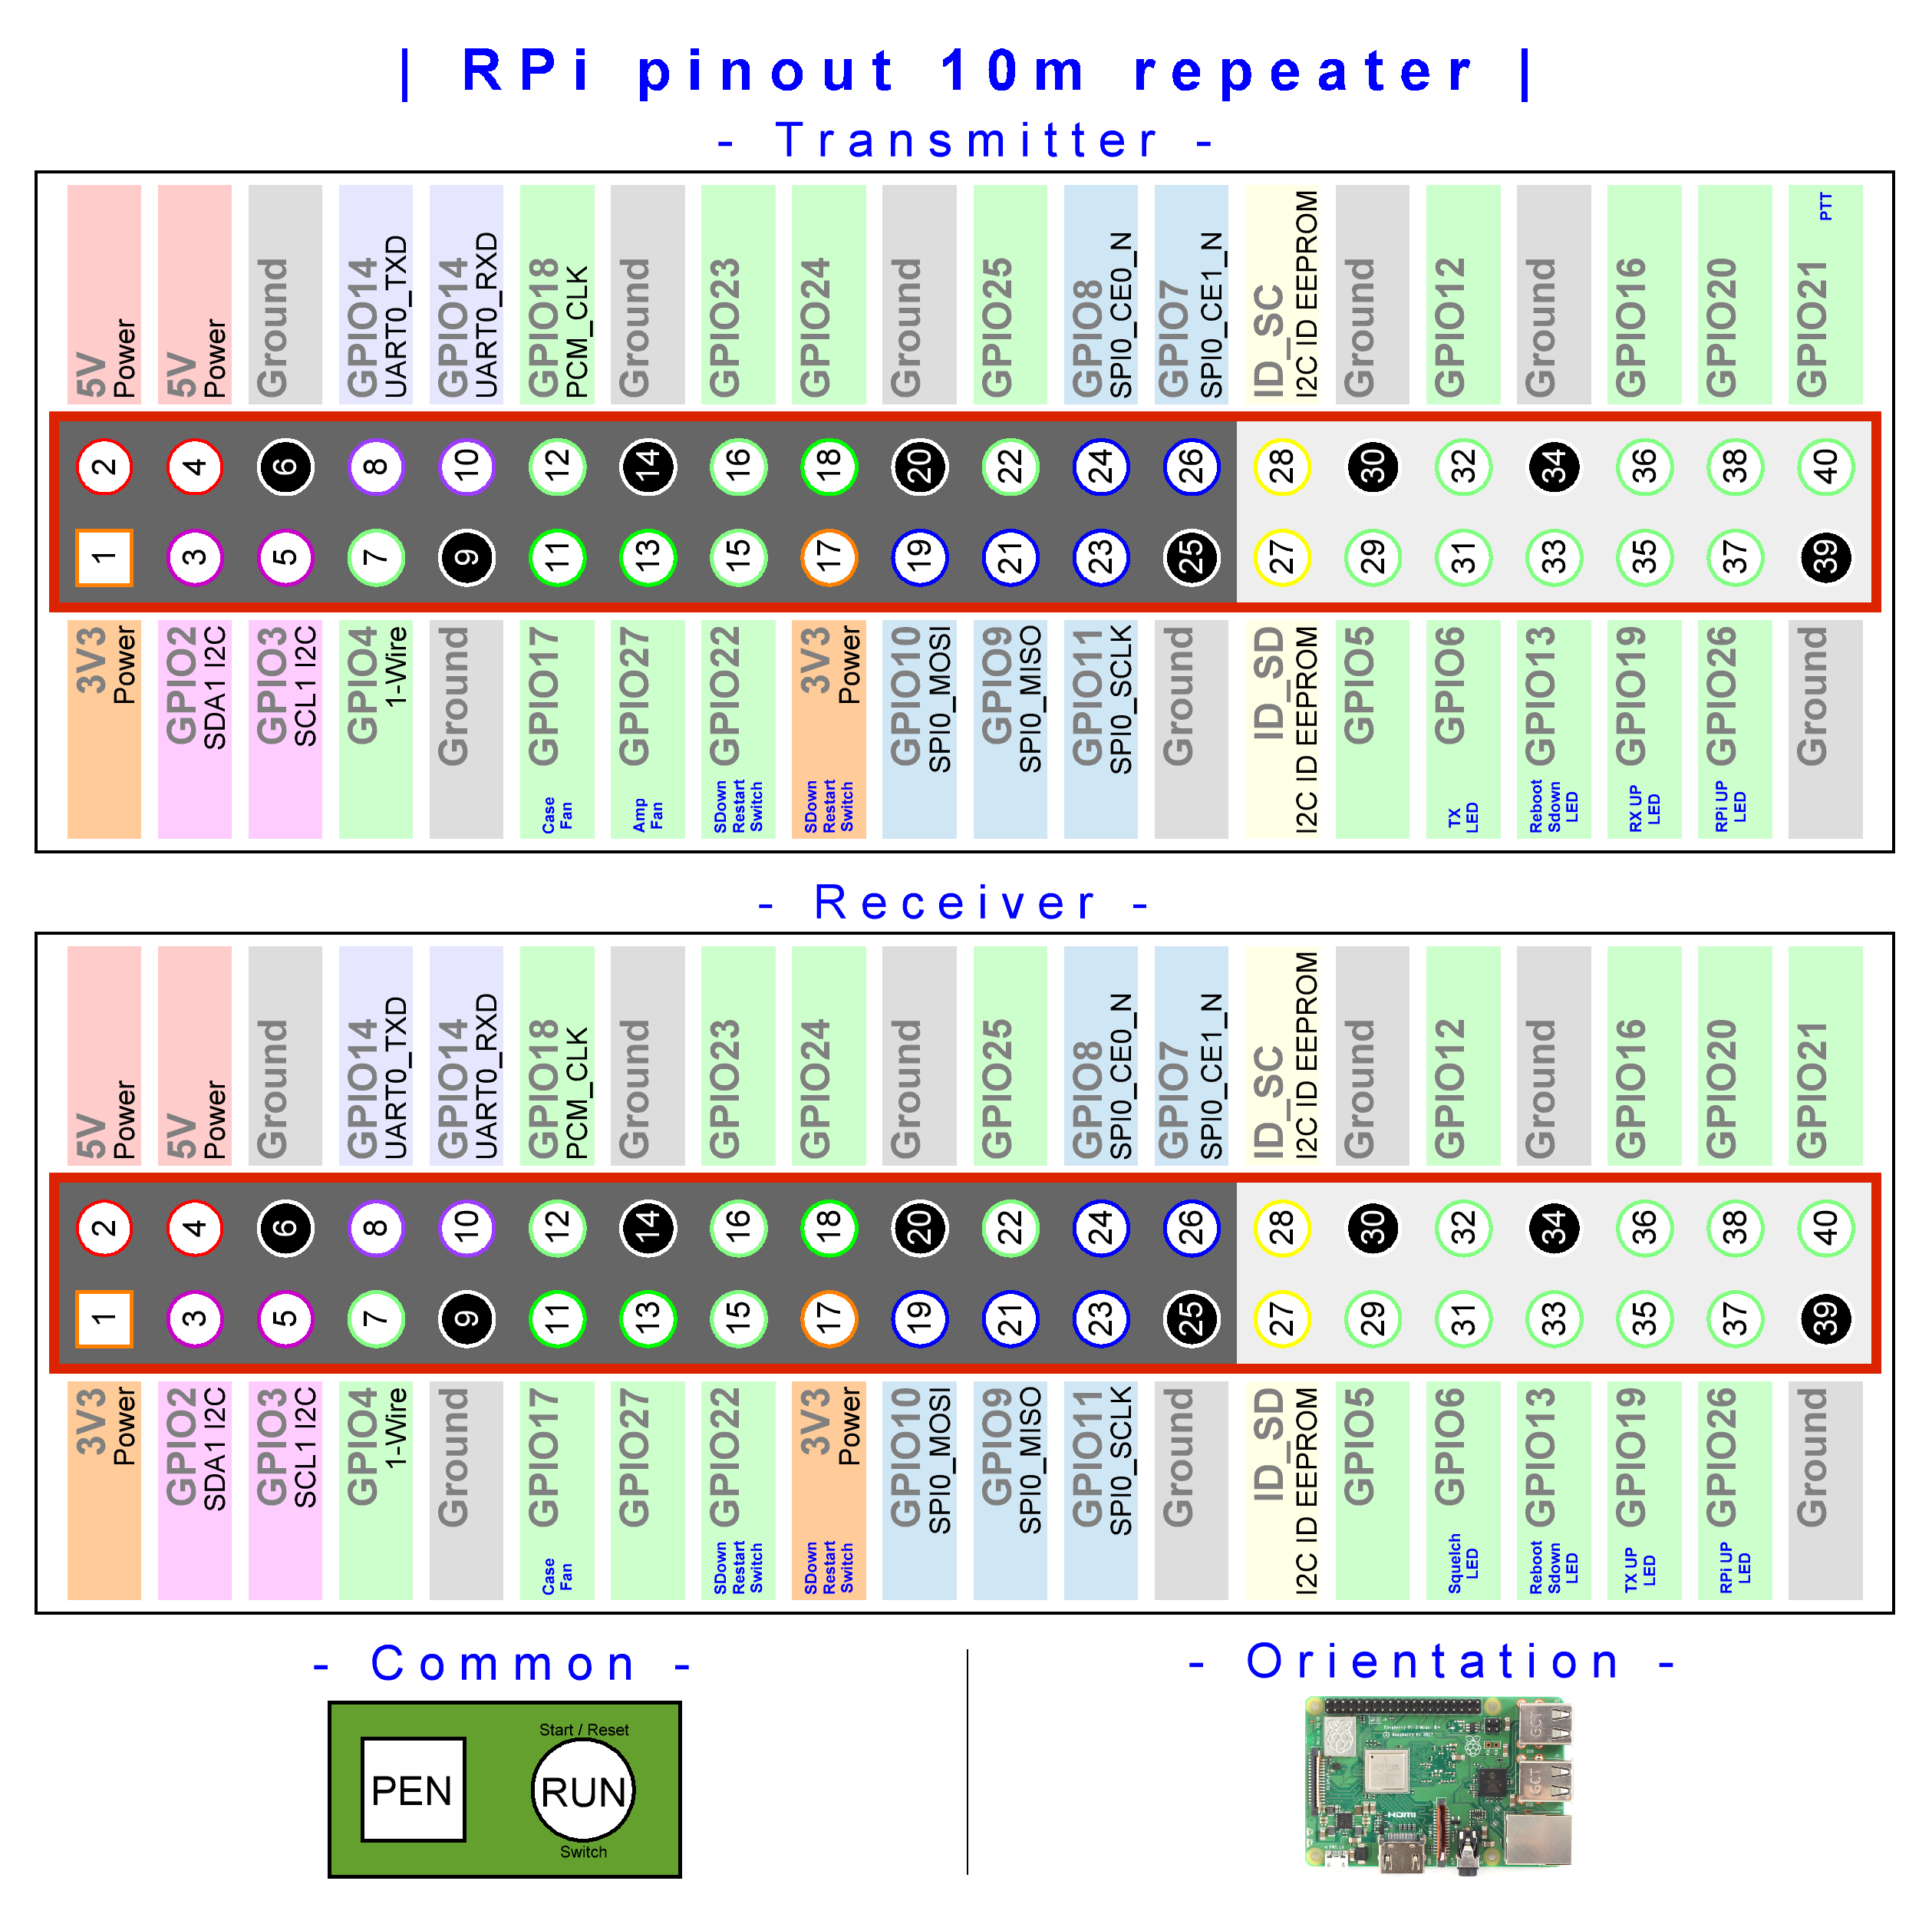 | RPi pinout 10m repeater |
- Transmitter -
5V
Power
5V
Power
Ground
GPIO14
UART0_TXD
GPIO14
UART0_RXD
GPIO18
PCM_CLK
Ground
GPIO23
GPIO24
Ground
GPIO25
GPIO8
SPI0_CE0_N
GPIO7
SPI0_CE1_N
ID_SC
I2C ID EEPROM
Ground
GPIO12
Ground
GPIO16
GPIO20
GPIO21
PTT
2 4 6 8 10 12 14 16 18 20 22 24 26 28 30 32 34 36 38 40
1 3 5 7 9 11 13 15 17 19 21 23 25 27 29 31 33 35 37 39
3V3
Power
GPIO2
SDA1 I2C
GPIO3
SCL1 I2C
GPIO4
1-Wire
Ground
GPIO17
Case
Fan
GPIO27
Amp
Fan
GPIO22
SDown
Restart
Switch
3V3
Power
SDown
Restart
Switch
GPIO10
SPI0_MOSI
GPIO9
SPI0_MISO
GPIO11
SPI0_SCLK
Ground
ID_SD
I2C ID EEPROM
GPIO5
GPIO6
TX
LED
GPIO13
Reboot
Sdown
LED
GPIO19
RX UP
LED
GPIO26
RPi UP
LED
Ground
- Receiver -
5V
Power
5V
Power
Ground
GPIO14
UART0_TXD
GPIO14
UART0_RXD
GPIO18
PCM_CLK
Ground
GPIO23
GPIO24
Ground
GPIO25
GPIO8
SPI0_CE0_N
GPIO7
SPI0_CE1_N
ID_SC
I2C ID EEPROM
Ground
GPIO12
Ground
GPIO16
GPIO20
GPIO21
2 4 6 8 10 12 14 16 18 20 22 24 26 28 30 32 34 36 38 40
1 3 5 7 9 11 13 15 17 19 21 23 25 27 29 31 33 35 37 39
3V3
Power
GPIO2
SDA1 I2C
GPIO3
SCL1 I2C
GPIO4
1-Wire
Ground
GPIO17
Case
Fan
GPIO27
GPIO22
SDown
Restart
Switch
3V3
Power
SDown
Restart
Switch
GPIO10
SPI0_MOSI
GPIO9
SPI0_MISO
GPIO11
SPI0_SCLK
Ground
ID_SD
I2C ID EEPROM
GPIO5
GPIO6
Squelch
LED
GPIO13
Reboot
Sdown
LED
GPIO19
TX UP
LED
GPIO26
RPi UP
LED
Ground
- Common -
PEN
Start / Reset
RUN
Switch
- Orientation -
Raspberry Pi 3 Model B+
© Raspberry Pi 2017
HDMI
GCT
GCT